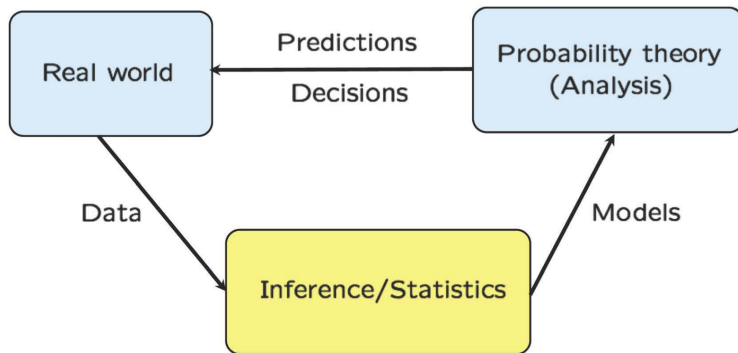 Predictions
Real world
Probability theory
(Analysis)
Decisions
Data
Models
Inference/Statistics